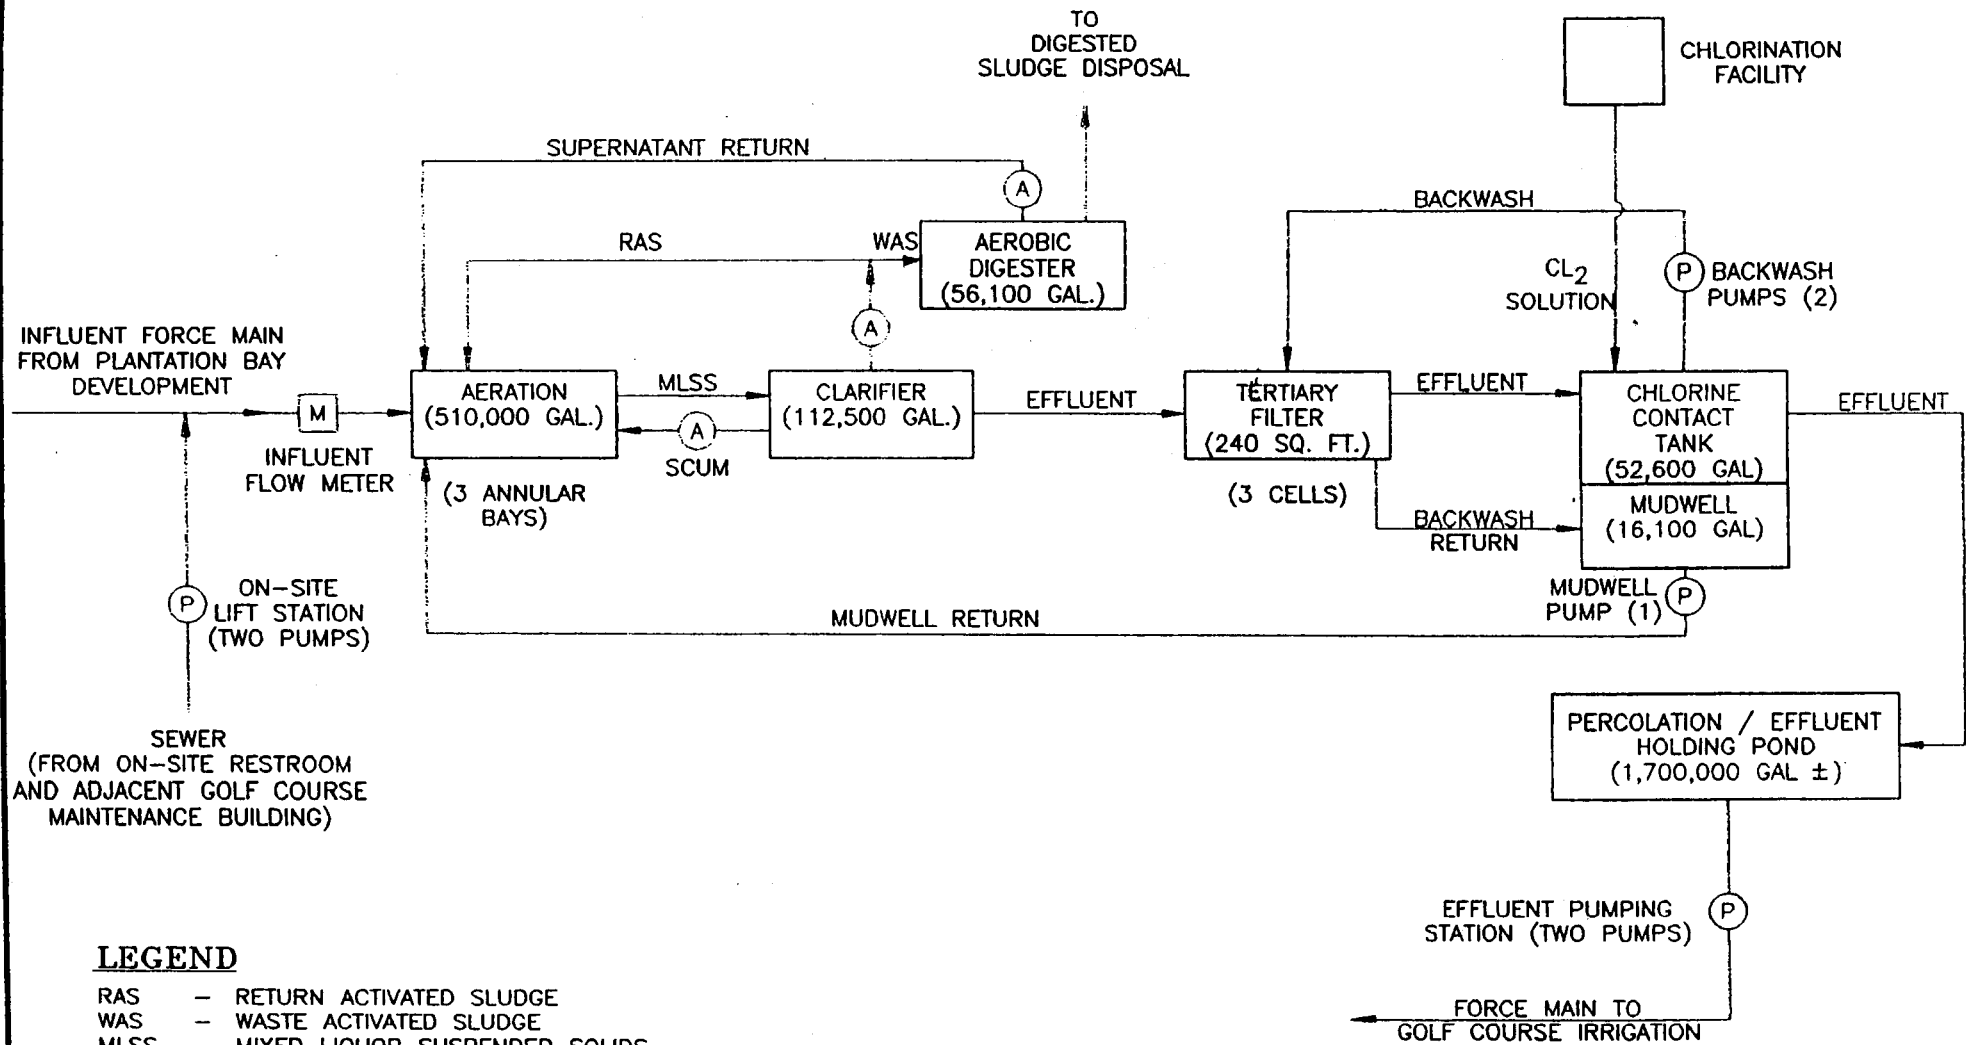 TO
DIGESTED
SLUDGE DISPOSAL
CHLORINATION
FACILITY
SUPERNATANT RETURN
A
BACKWASH
RAS
WAS
AEROBIC
DIGESTER
(56,100 GAL.)
CL2
SOLUTION
P
BACKWASH
PUMPS (2)
A
INFLUENT FORCE MAIN
FROM PLANTATION BAY
DEVELOPMENT
M
INFLUENT
FLOW METER
AERATION
(510,000 GAL.)
(3 ANNULAR
BAYS)
MLSS
A
SCUM
CLARIFIER
(112,500 GAL.)
EFFLUENT
TERTIARY
FILTER
(240 SQ. FT.)
(3 CELLS)
EFFLUENT
BACKWASH
RETURN
CHLORINE
CONTACT
TANK
(52,600 GAL)
MUDWELL
(16,100 GAL)
EFFLUENT
P
ON-SITE
LIFT STATION
(TWO PUMPS)
MUDWELL RETURN
MUDWELL
PUMP (1)
P
SEWER
(FROM ON-SITE RESTROOM
AND ADJACENT GOLF COURSE
MAINTENANCE BUILDING)
PERCOLATION / EFFLUENT
HOLDING POND
(1,700,000 GAL ±)
EFFLUENT PUMPING
STATION (TWO PUMPS)
P
FORCE MAIN TO
GOLF COURSE IRRIGATION
LEGEND
RAS – RETURN ACTIVATED SLUDGE
WAS – WASTE ACTIVATED SLUDGE
MLSS MIXED LIQUOR SUSPENDED SOLIDS